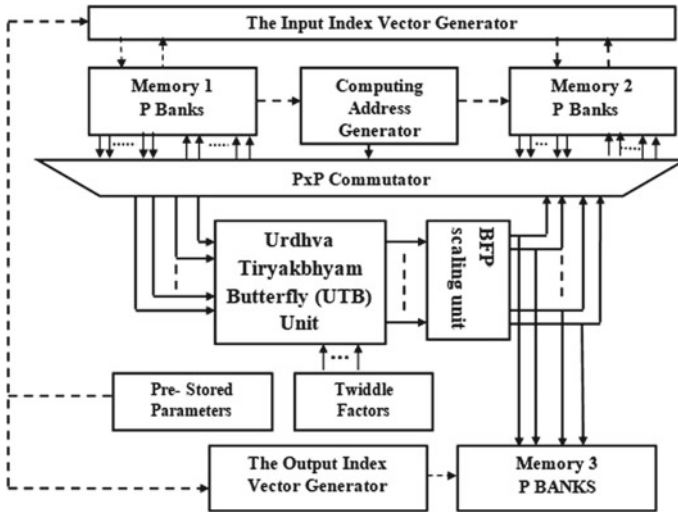 The Input Index Vector Generator
Memory 1
P Banks
Computing
Address
Generator
Memory 2
P Banks
PxP Commutator
Urdhva
Tiryakbhyam
Butterfly (UTB)
Unit
BFP
scaling unit
Pre- Stored
Parameters
Twiddle
Factors
The Output Index
Vector Generator
Memory 3
P BANKS